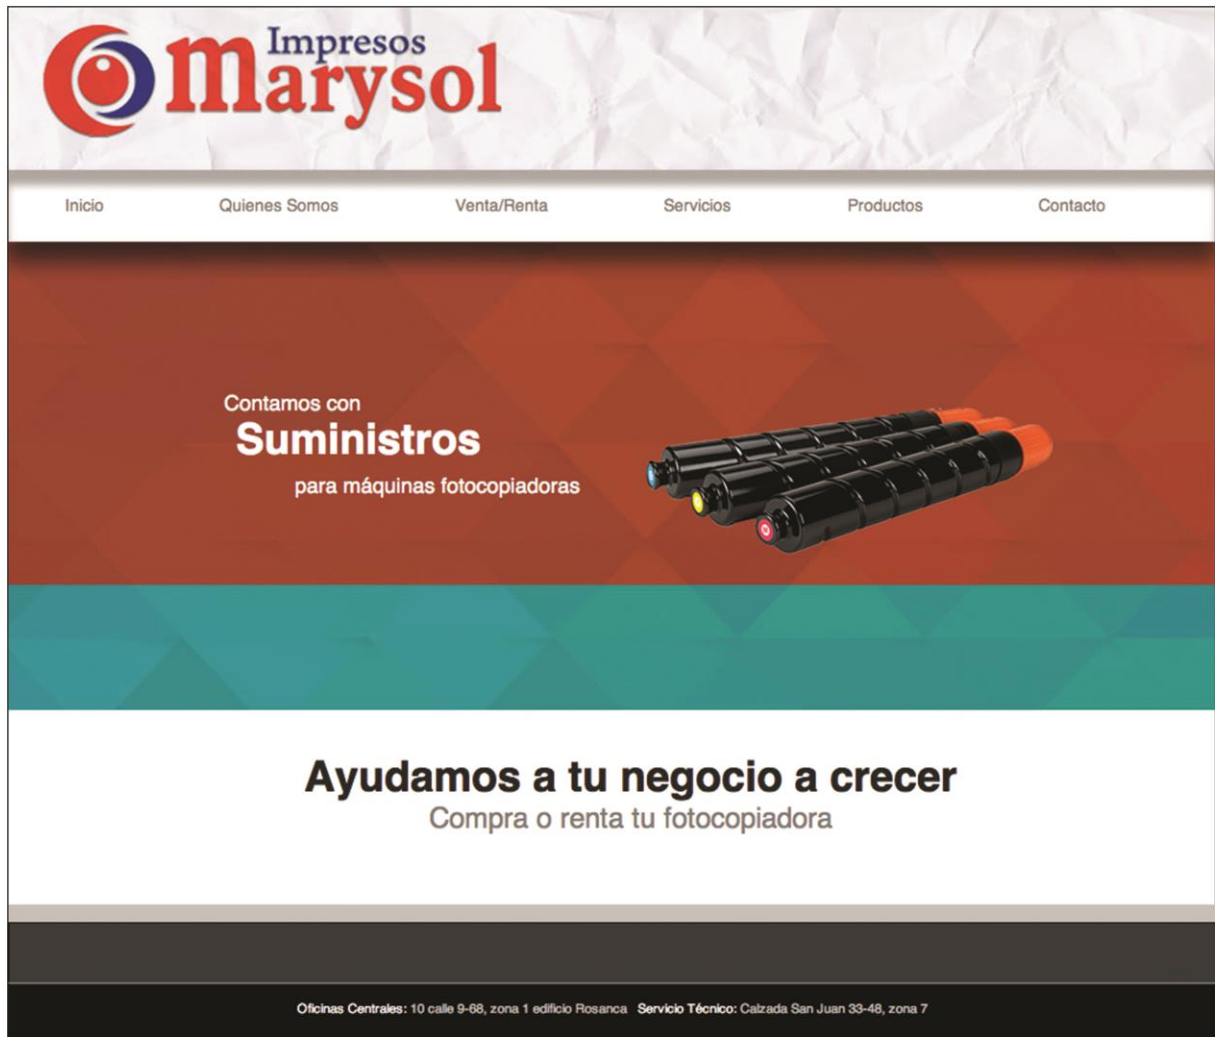 Impresos
marysol
Inicio Quienes Somos Venta/Renta Servicios Productos Contacto
Contamos con
Suministros
para máquinas fotocopiadoras
Ayudamos a tu negocio a crecer
Compra o renta tu fotocopiadora
Oficinas Centrales: 10 calle 9-68, zona 1 edificio Rosanca Servicio Técnico: Calzada San Juan 33-48, zona 7